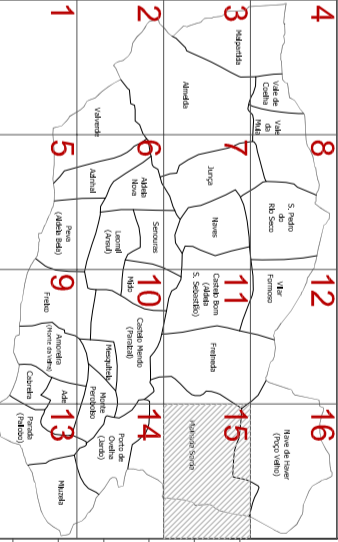 1
2
3
4
Malpartida
Vale de
Coelha
Vale
da
Mula
Almeida
Valverde
5
6
7
8
Junça
Aldeia
Nova
Azinhal
S. Pedro
do
Rio Seco
Naves
Senouras
Leomil
(Ansul)
Peva
(Aldeia Bela)
9
10
11
12
Vilar
Formoso
Castelo Bom
(Aldeia
S. Sebastião)
Mido
Freixo
Castelo Mendo
(Paraizal)
Freineda
Amoreira
(Monte da Velha)
Mesquitela
Monte
Perobolso
Cabreira
Ade
13
14
15
16
Parada
(Pailobo)
Porto de
Ovelha
(Jardo)
Malhada Sorda
Nave de Haver
(Poço Velho)
Miuzela